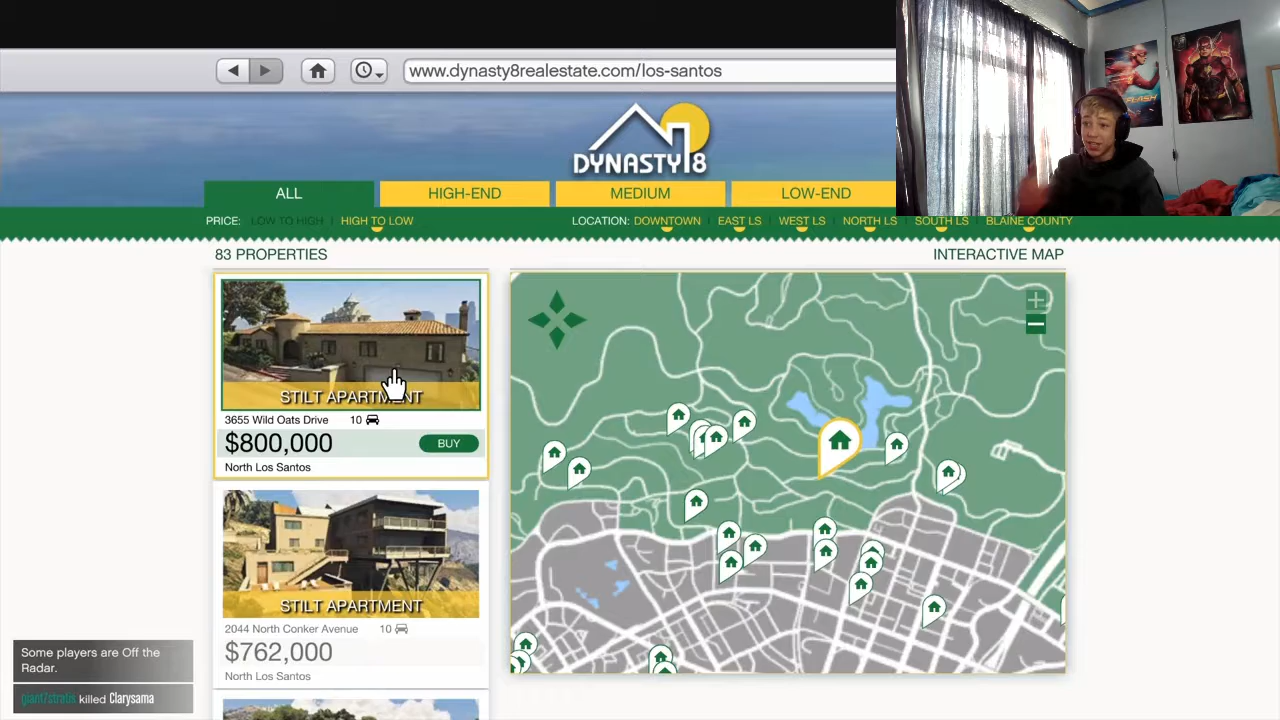 www.dynasty8realestate.com/los-santos
DYNASTY 8
ALL
HIGH-END
MEDIUM
LOW-END
PRICE: LOW TO HIGH | HIGH TO LOW
LOCATION: DOWNTOWN | EAST LS | WEST LS | NORTH LS | SOUTH LS | BLAINE COUNTY
83 PROPERTIES
INTERACTIVE MAP
STILT APARTMENT
3655 Wild Oats Drive 10
$800,000 BUY
North Los Santos
STILT APARTMENT
2044 North Conker Avenue 10
$762,000
North Los Santos
Some players are Off the
Radar.
giant7stratis killed Clarysama